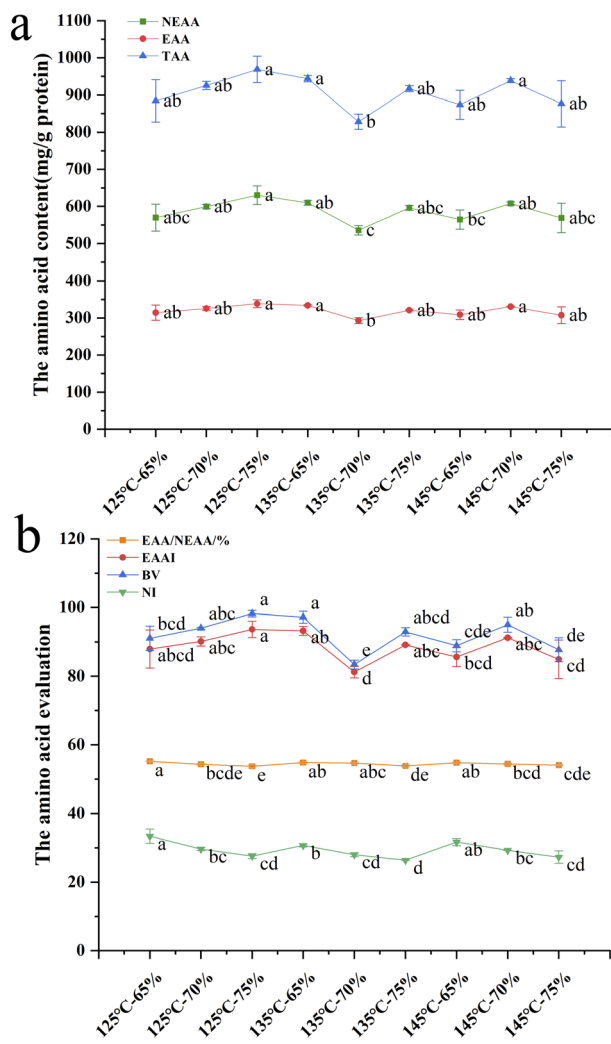 a
NEAA
EAA
TAA
The amino acid content(mg/g protein)
1100
1000
900
800
700
600
500
400
300
200
100
0
ab ab a a b ab ab a ab
abc ab a ab c abc bc ab abc
ab ab a a b ab ab a ab
125°C-65% 125°C-70% 125°C-75% 135°C-65% 135°C-70% 135°C-75% 145°C-65% 145°C-70% 145°C-75%
b
EAA/NEAA/%
EAAI
BV
NI
The amino acid evaluation
120
100
80
60
40
20
0
bcd abc a a e abcd cde ab de
abcd abc a ab d abc bcd abc cd
a bcde e ab abc de ab bcd cde
a bc cd b cd d ab bc cd
125°C-65% 125°C-70% 125°C-75% 135°C-65% 135°C-70% 135°C-75% 145°C-65% 145°C-70% 145°C-75%